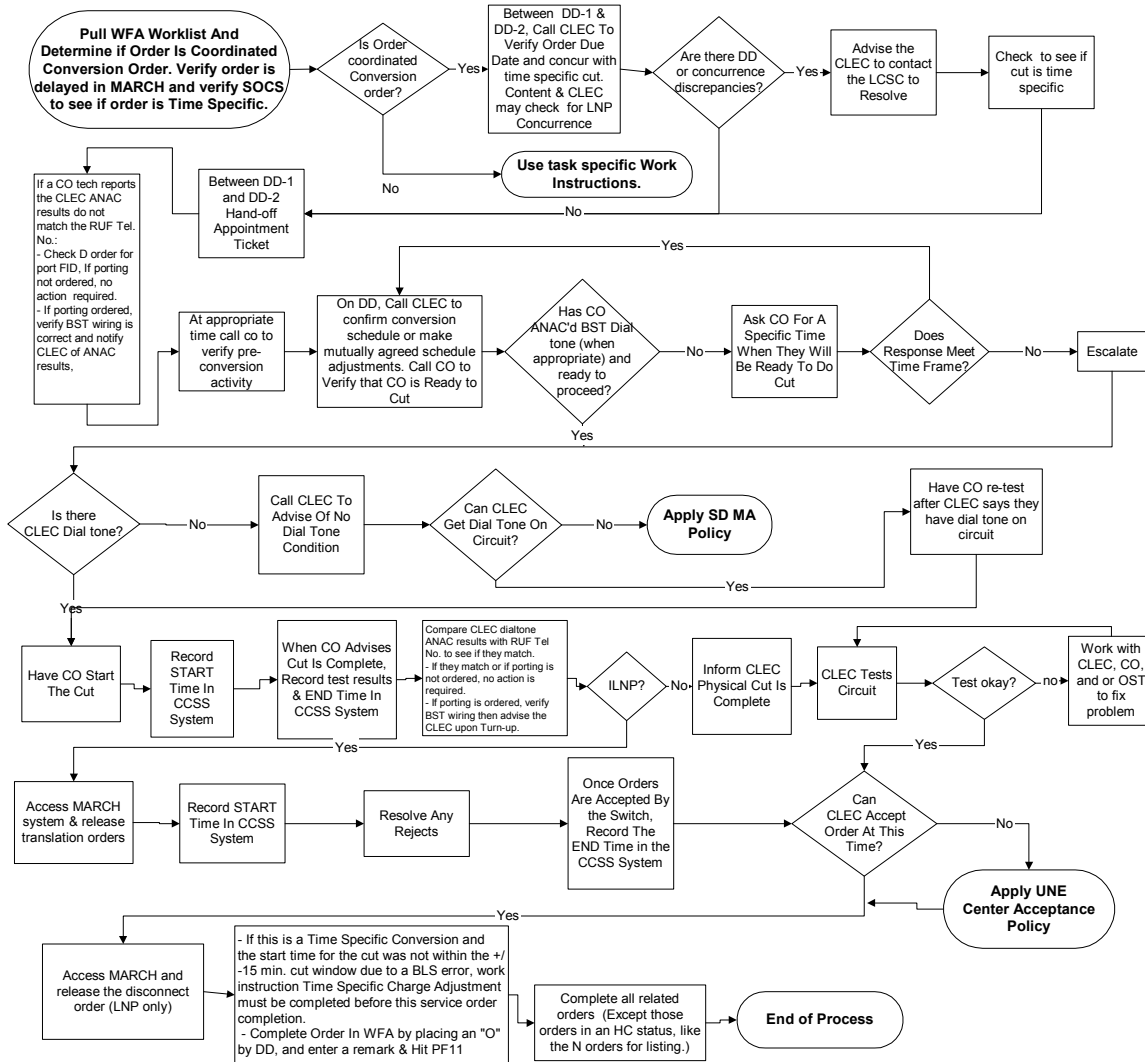 Pull WFA Worklist And
Determine if Order Is Coordinated
Conversion Order. Verify order is
delayed in MARCH and verify SOCS
to see if order is Time Specific.
Is Order
coordinated
Conversion
order?
Yes
No
Between DD-1 &
DD-2, Call CLEC To
Verify Order Due
Date and concur with
time specific cut.
Content & CLEC
may check for LNP
Concurrence
Are there DD
or concurrence
discrepancies?
Yes
Advise the
CLEC to contact
the LCSC to
Resolve
Check to see if
cut is time
specific
Use task specific Work
Instructions.
No
Between DD-1
and DD-2
Hand-off
Appointment
Ticket
If a CO tech reports
the CLEC ANAC
results do not
match the RUF Tel.
No.:
- Check D order for
port FID, If porting
not ordered, no
action required.
- If porting ordered,
verify BST wiring is
correct and notify
CLEC of ANAC
results,
At appropriate
time call co to
verify pre-
conversion
activity
On DD, Call CLEC to
confirm conversion
schedule or make
mutually agreed schedule
adjustments. Call CO to
Verify that CO is Ready to
Cut
Has CO
ANAC'd BST Dial
tone (when
appropriate) and
ready to
proceed?
No
Yes
Ask CO For A
Specific Time
When They Will
Be Ready To Do
Cut
Does
Response Meet
Time Frame?
Yes
No
Escalate
Is there
CLEC Dial tone?
No
Yes
Call CLEC To
Advise Of No
Dial Tone
Condition
Can CLEC
Get Dial Tone On
Circuit?
No
Yes
Apply SD MA
Policy
Have CO re-test
after CLEC says they
have dial tone on
circuit
Have CO Start
The Cut
Record
START
Time In
CCSS
System
When CO Advises
Cut Is Complete,
Record test results
& END Time In
CCSS System
Compare CLEC dialtone
ANAC results with RUF Tel
No. to see if they match.
- If they match or if porting is
not ordered, no action is
required.
- If porting is ordered, verify
BST wiring then advise the
CLEC upon Turn-up.
ILNP?
No
Yes
Inform CLEC
Physical Cut Is
Complete
CLEC Tests
Circuit
Test okay?
no
Yes
Work with
CLEC, CO,
and or OST
to fix
problem
Access MARCH
system & release
translation orders
Record START
Time In CCSS
System
Resolve Any
Rejects
Once Orders
Are Accepted By
the Switch,
Record The
END Time in the
CCSS System
Can
CLEC Accept
Order At This
Time?
No
Yes
Apply UNE
Center Acceptance
Policy
Access MARCH and
release the disconnect
order (LNP only)
- If this is a Time Specific Conversion and
the start time for the cut was not within the +/
-15 min. cut window due to a BLS error, work
instruction Time Specific Charge Adjustment
must be completed before this service order
completion.
- Complete Order In WFA by placing an "O"
by DD, and enter a remark & Hit PF11
Complete all related
orders (Except those
orders in an HC status, like
the N orders for listing.)
End of Process